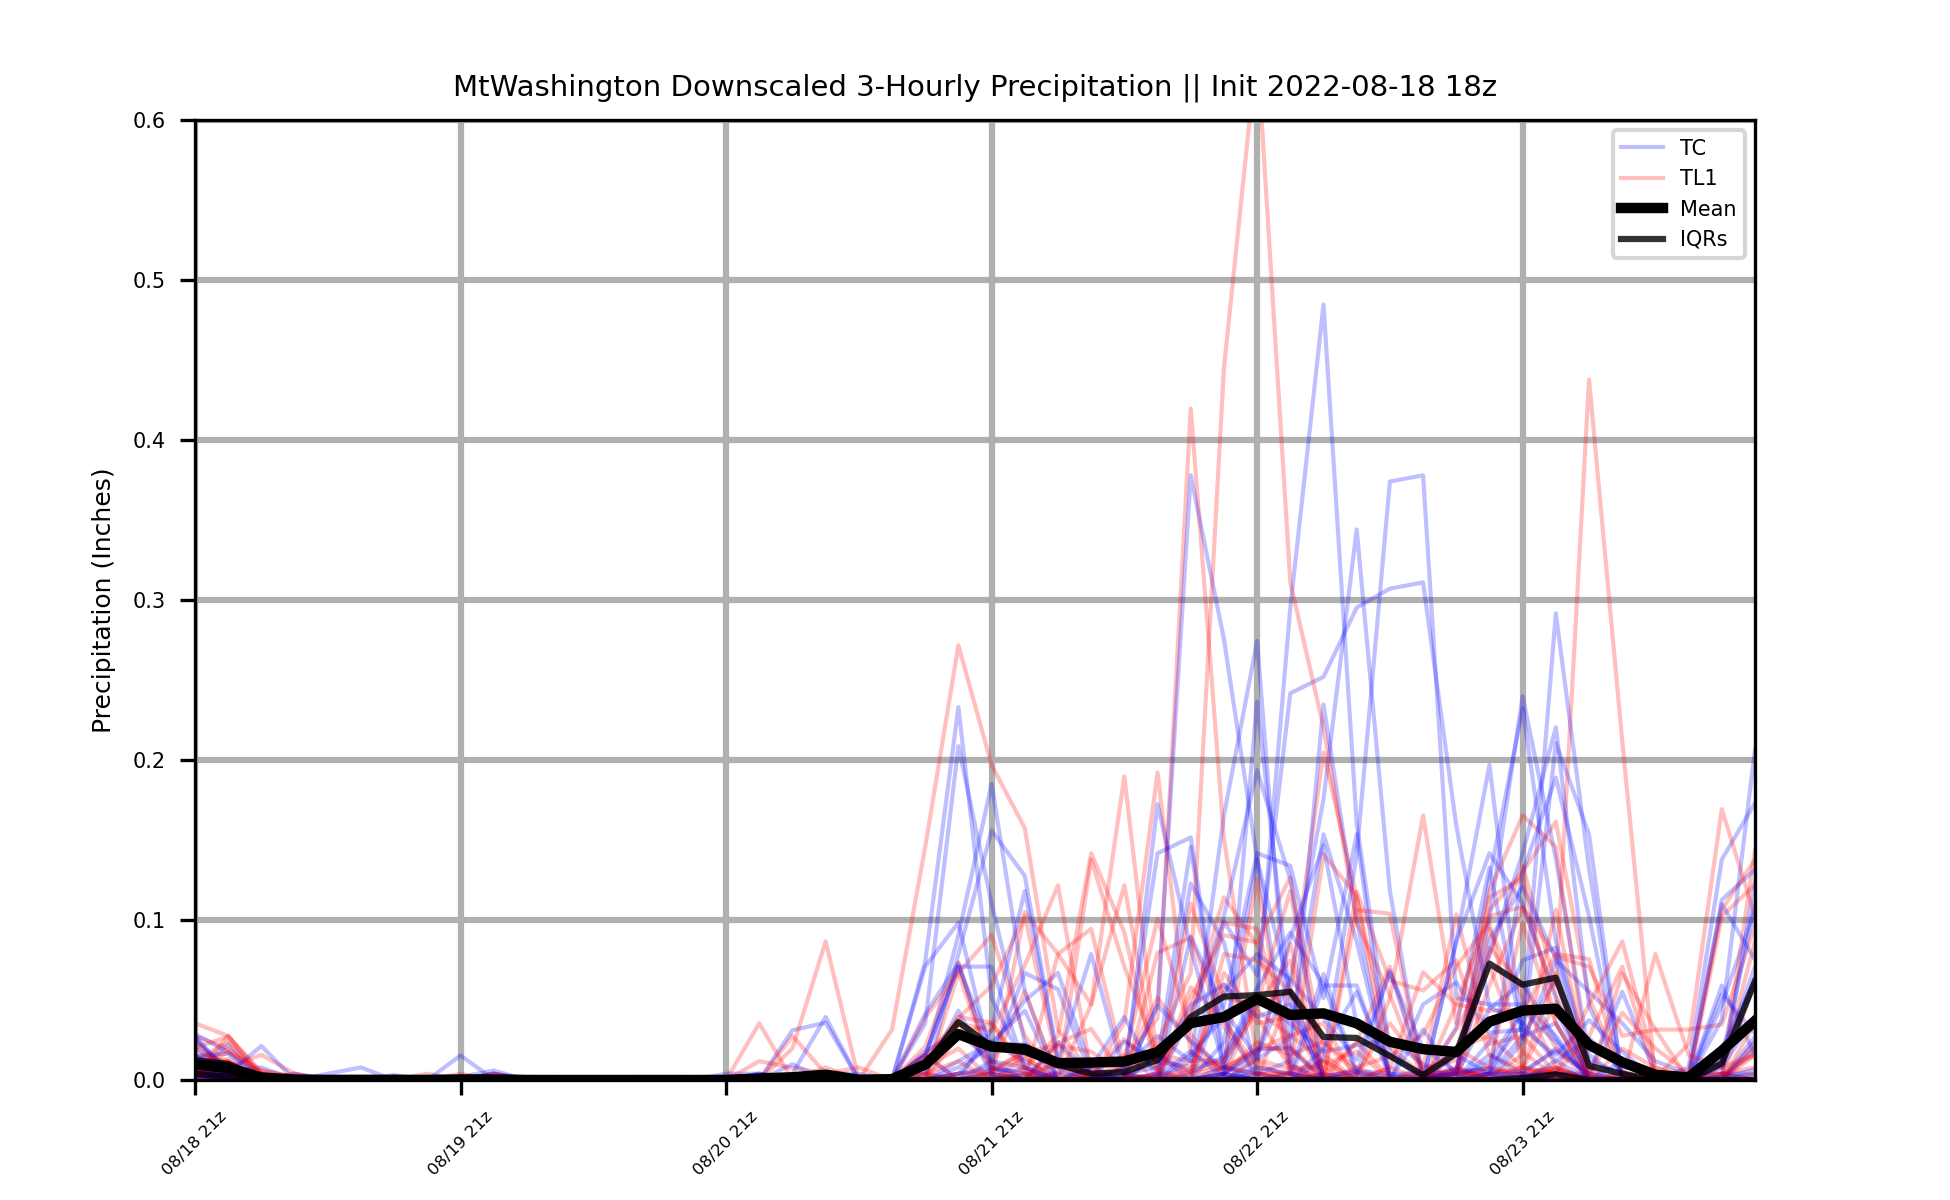 MtWashington Downscaled 3-Hourly Precipitation || Init 2022-08-18 18z
Precipitation (Inches)
0.6
0.5
0.4
0.3
0.2
0.1
0.0
TC
TL1
Mean
IQRs
08/18 21z
08/19 21z
08/20 21z
08/21 21z
08/22 21z
08/23 21z